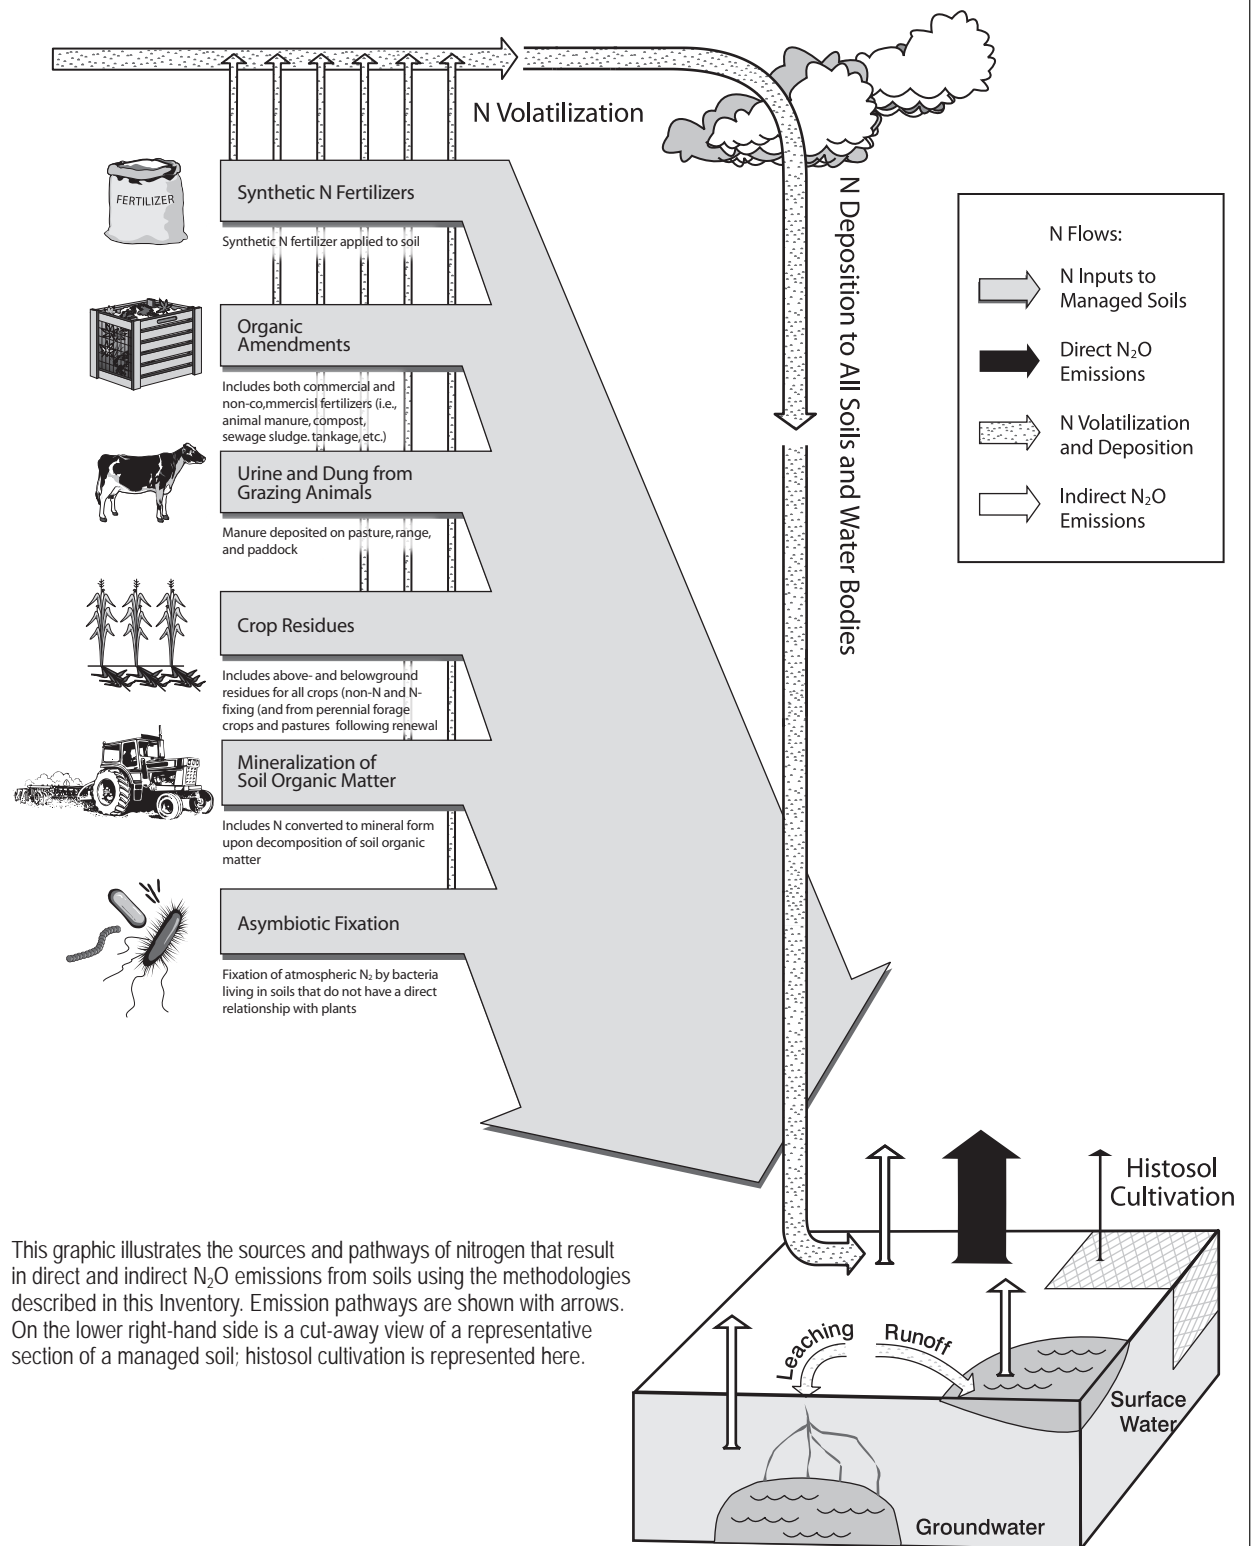 N Volatilization
FERTILIZER
Synthetic N Fertilizers
Synthetic N fertilizer applied to soil
Organic
Amendments
Includes both commercial and
non-co,mmercisl fertilizers (i.e.,
animal manure, compost,
sewage sludge. tankage, etc.)
Urine and Dung from
Grazing Animals
Manure deposited on pasture, range,
and paddock
Crop Residues
Includes above- and belowground
residues for all crops (non-N and N-
fixing (and from perennial forage
crops and pastures following renewal
Mineralization of
Soil Organic Matter
Includes N converted to mineral form
upon decomposition of soil organic
matter
Asymbiotic Fixation
Fixation of atmospheric N₂ by bacteria
living in soils that do not have a direct
relationship with plants
N Deposition to All Soils and Water Bodies
N Flows:
N Inputs to
Managed Soils
Direct N₂O
Emissions
N Volatilization
and Deposition
Indirect N₂O
Emissions
This graphic illustrates the sources and pathways of nitrogen that result
in direct and indirect N₂O emissions from soils using the methodologies
described in this Inventory. Emission pathways are shown with arrows.
On the lower right-hand side is a cut-away view of a representative
section of a managed soil; histosol cultivation is represented here.
Histosol
Cultivation
Leaching
Runoff
Surface
Water
Groundwater